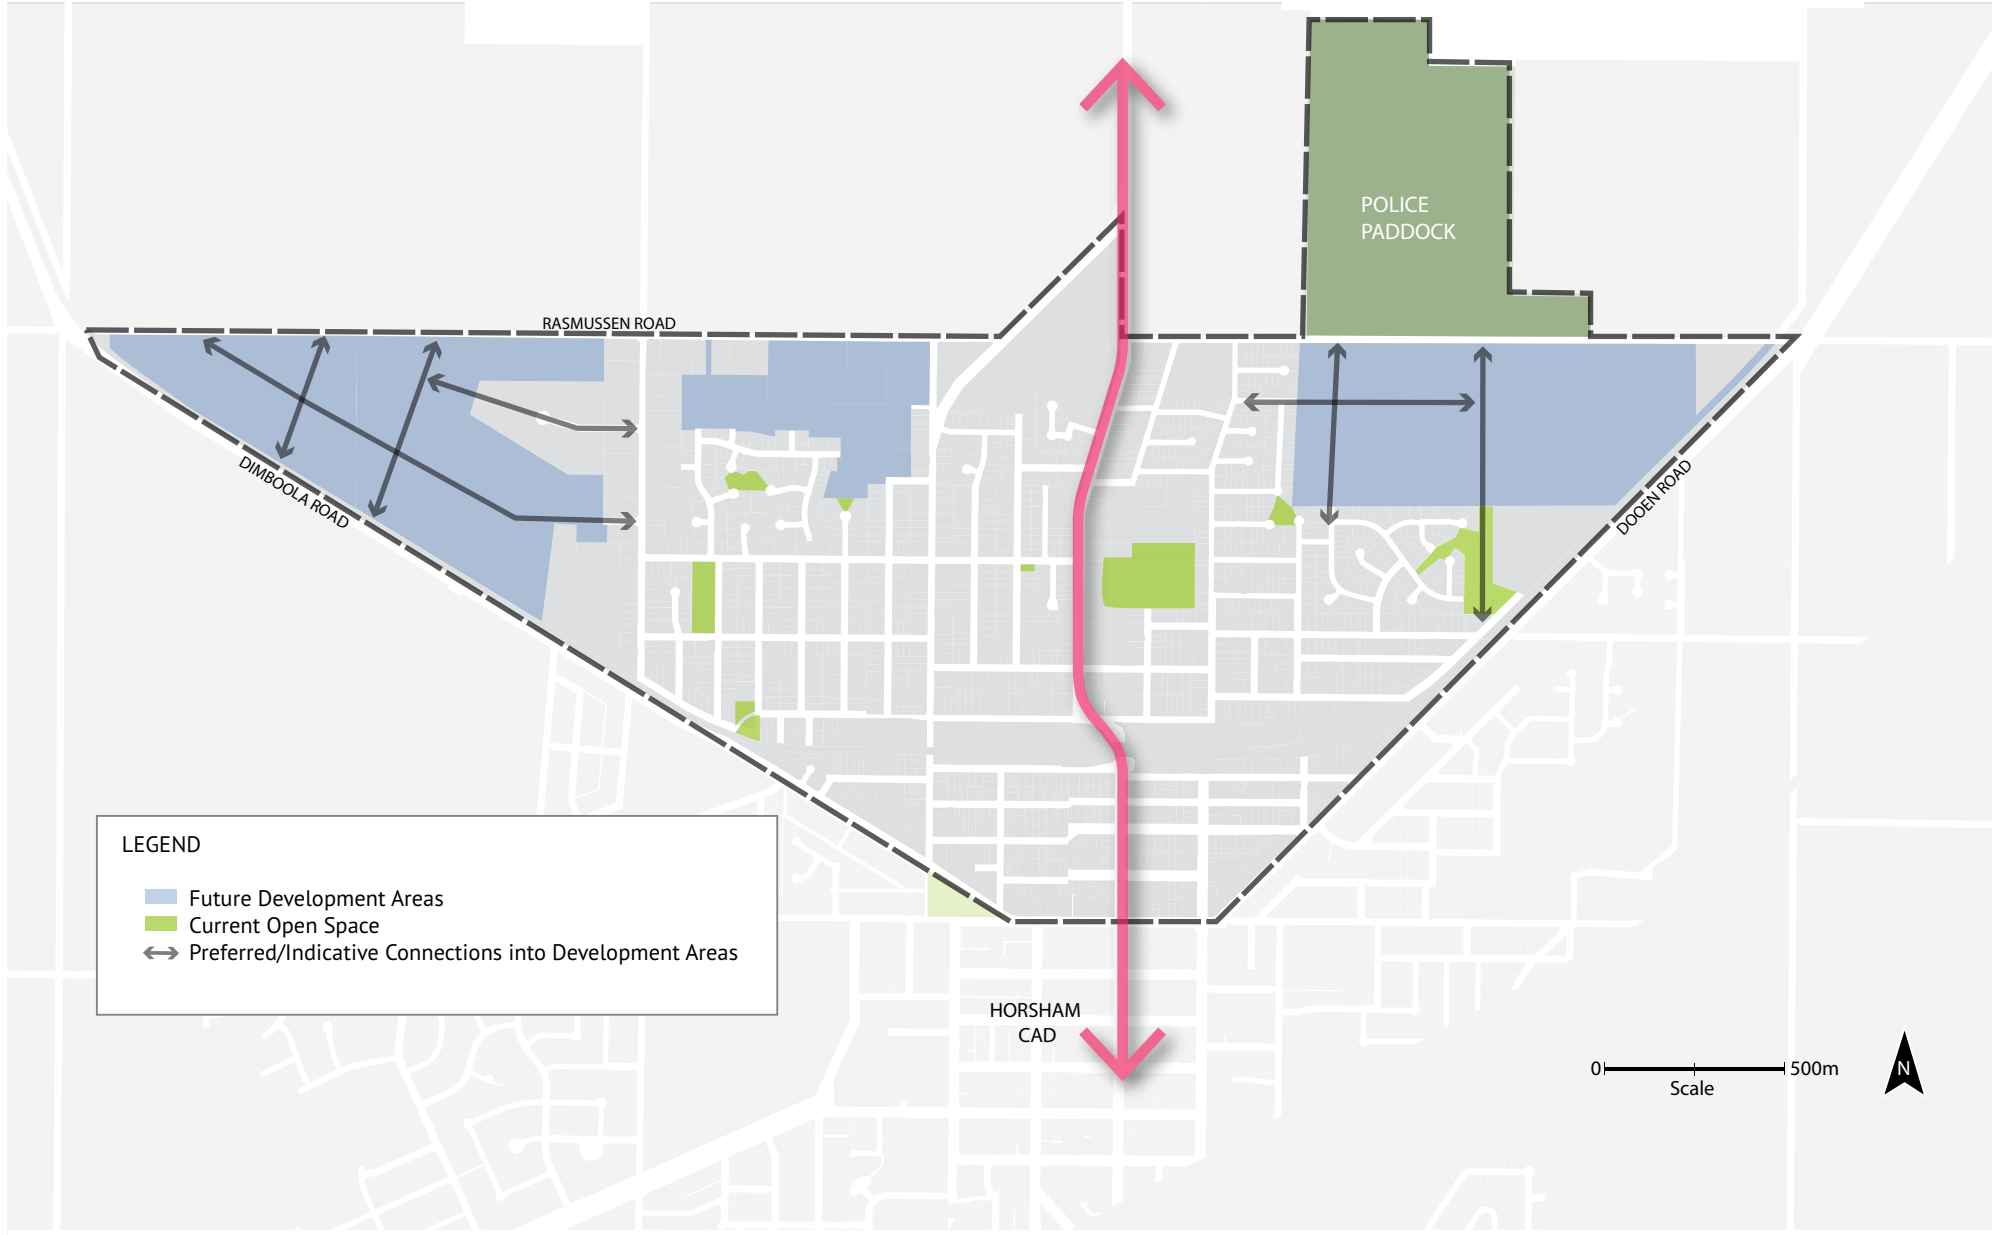 POLICE
PADDOCK
RASMUSSEN ROAD
DIMBOOLA ROAD
DOOEN ROAD
LEGEND
Future Development Areas
Current Open Space
Preferred/Indicative Connections into Development Areas
HORSHAM
CAD
0 500m
Scale
N